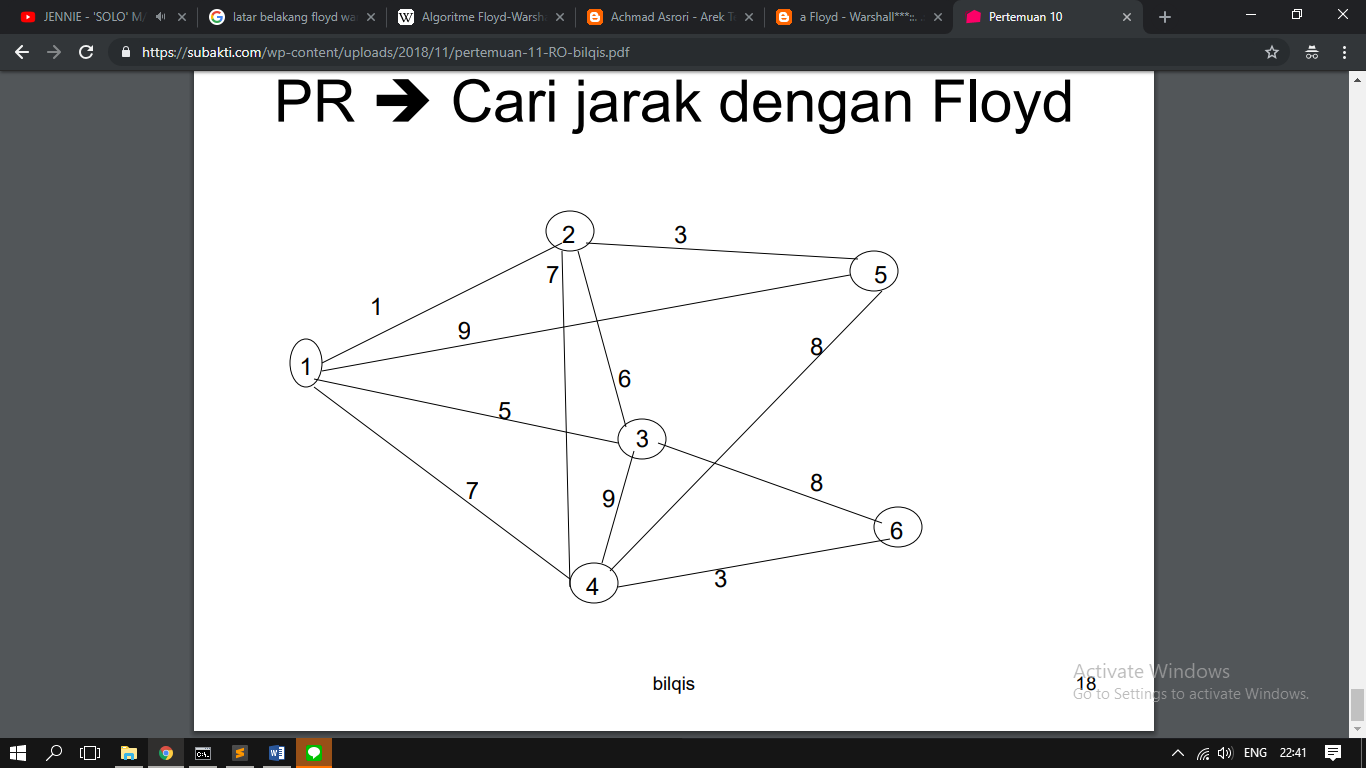 JENNIE - 'SOLO' M
latar belakang floyd wa
Algoritme Floyd-Warsh
Achmad Asrori - Arek T
a Floyd - Warshall***::.
Pertemuan 10
https://subakti.com/wp-content/uploads/2018/11/pertemuan-11-RO-bilqis.pdf
PR ➔ Cari jarak dengan Floyd
2
3
7
5
1
9
8
1
6
5
3
7
9
8
6
4
3
Activate Windows
bilqis
18
Go to Settings to activate Windows.
ENG
22:41